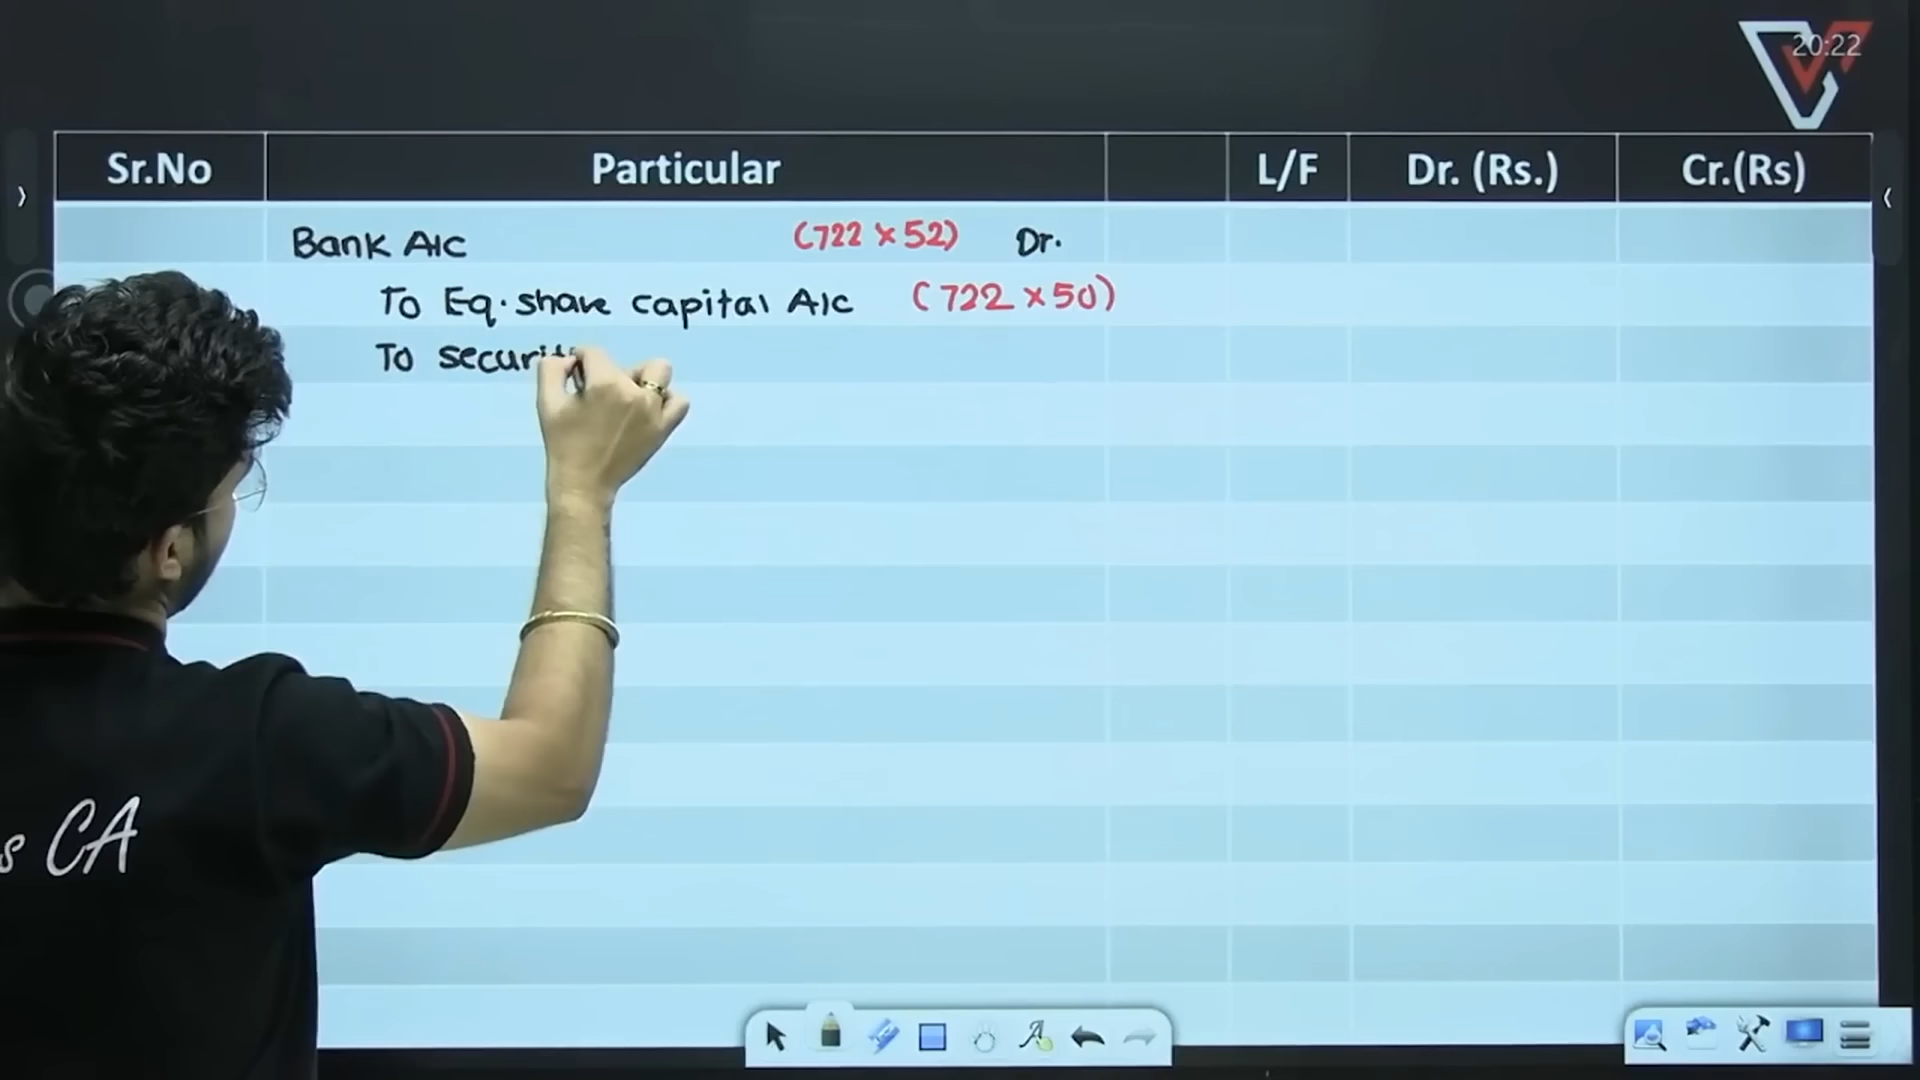 20:22
Sr.No Particular L/F Dr. (Rs.) Cr.(Rs)
Bank A/c (722 × 52) Dr.
To Eq. share capital A/c (722 × 50)
To securit
s CA